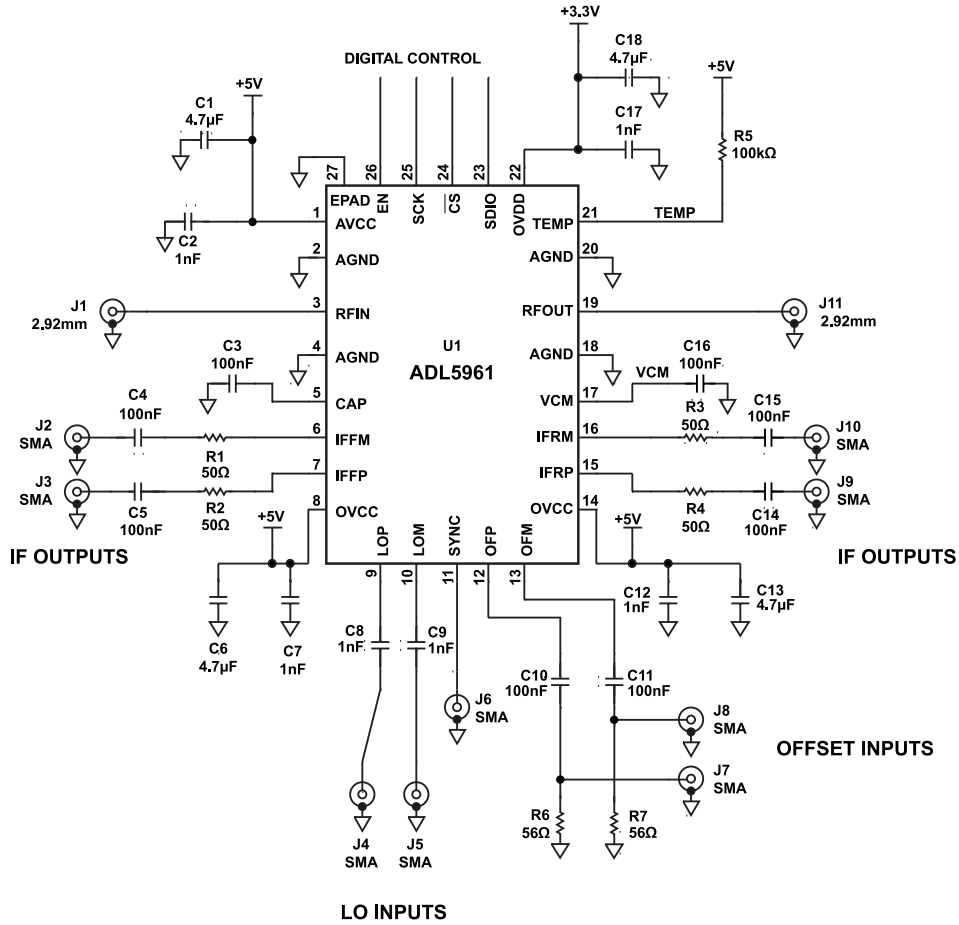 +3.3V
C18
4.7µF
DIGITAL CONTROL
+5V
+5V
C1
4.7µF
C17
1nF
R5
100kΩ
27
26
25
24
23
22
EPAD
EN
SCK
CS
SDIO
OVDD
1
AVCC
TEMP
21
TEMP
C2
1nF
2
AGND
AGND
20
J1
2.92mm
3
RFIN
RFOUT
19
J11
2.92mm
C3
100nF
4
AGND
U1
ADL5961
AGND
18
C16
100nF
VCM
5
CAP
VCM
17
C4
100nF
R3
50Ω
C15
100nF
J2
SMA
6
IFFM
IFRM
16
J10
SMA
R1
50Ω
J3
SMA
7
IFFP
IFRP
15
J9
SMA
C5
100nF
R2
50Ω
8
OVCC
OVCC
14
R4
50Ω
C14
100nF
+5V
+5V
IF OUTPUTS
IF OUTPUTS
LOP
LOM
SYNC
OFP
OFM
9
10
11
12
13
C6
4.7µF
C7
1nF
C8
1nF
C9
1nF
C12
1nF
C13
4.7µF
C10
100nF
C11
100nF
J6
SMA
J8
SMA
OFFSET INPUTS
J7
SMA
R6
56Ω
R7
56Ω
J4
SMA
J5
SMA
LO INPUTS